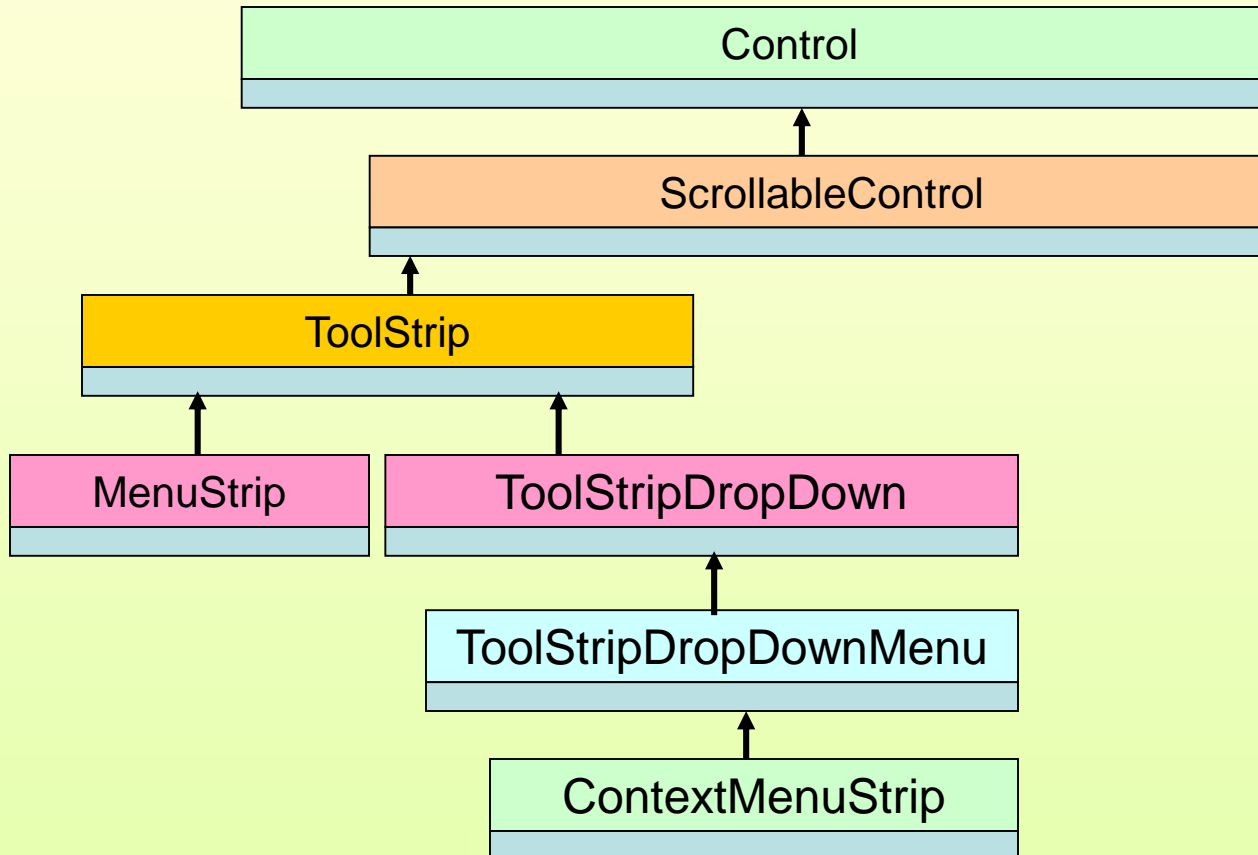 Control
ScrollableControl
ToolStrip
MenuStrip
ToolStripDropDown
ToolStripDropDownMenu
ContextMenuStrip